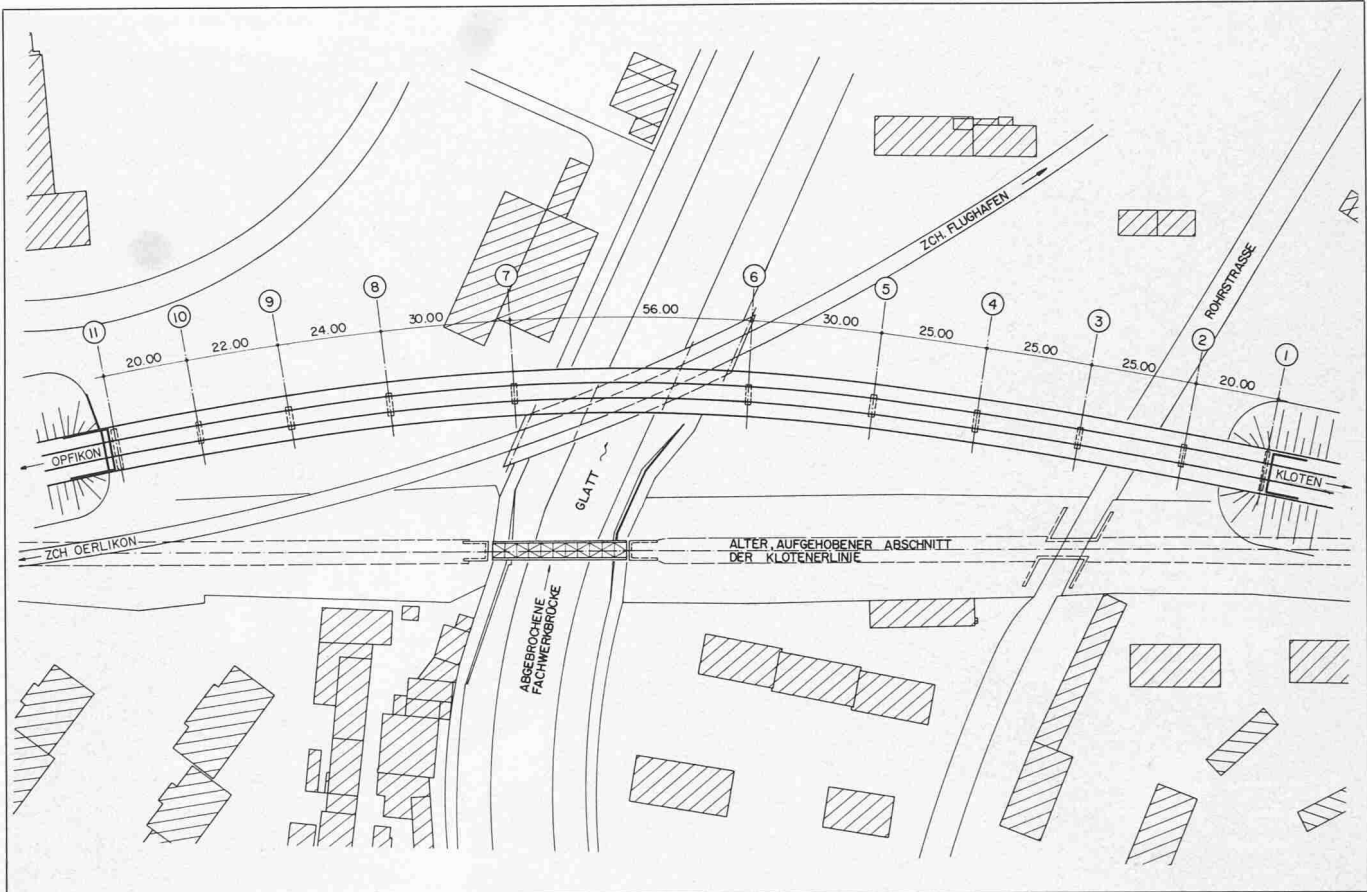 ZCH. FLUGHAFEN
ROHRSTRASSE
11
10
9
8
7
6
5
4
3
2
1
20.00
22.00
24.00
30.00
56.00
30.00
25.00
25.00
25.00
20.00
OPFIKON
KLOTEN
GLATT
ZCH OERLIKON
ALTER, AUFGEHOBENER ABSCHNITT
DER KLOTENERLINIE
ABGEBROCHENE
FACHWERKBRÜCKE